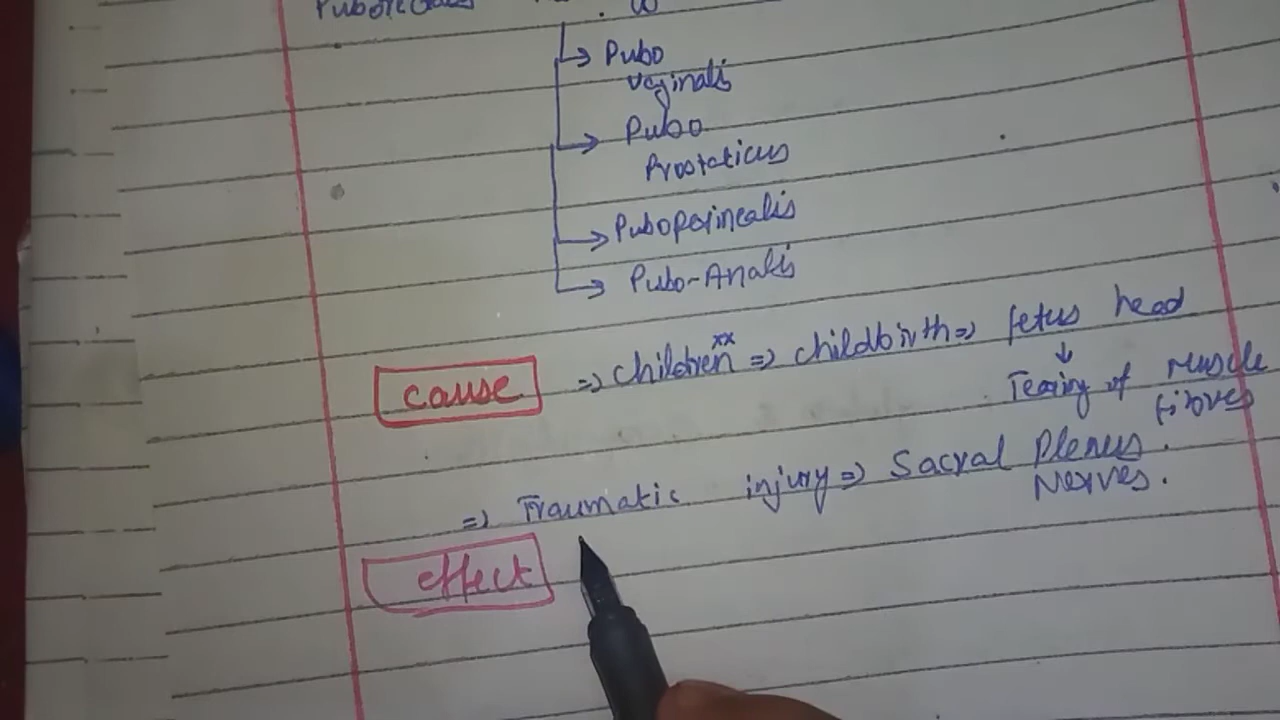 Pubo
vaginalis
Pubo
Prostaticus
Puboperinealis
Pubo-Analis
cause => children xx => childbirth => fetus head
↓
Tearing of muscle
fibres
=> Traumatic injury => Sacral Plexus.
Nerves.
effect